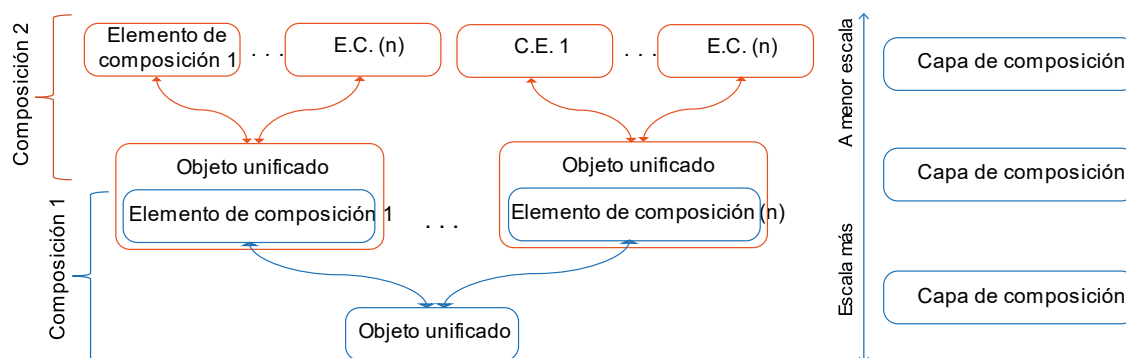 Composición 2
Elemento de
composición 1
. . .
E.C. (n)
C.E. 1
. . .
E.C. (n)
Objeto unificado
Objeto unificado
Composición 1
Elemento de composición 1
. . .
Elemento de composición (n)
Objeto unificado
A menor escala
Escala más
Capa de composición
Capa de composición
Capa de composición